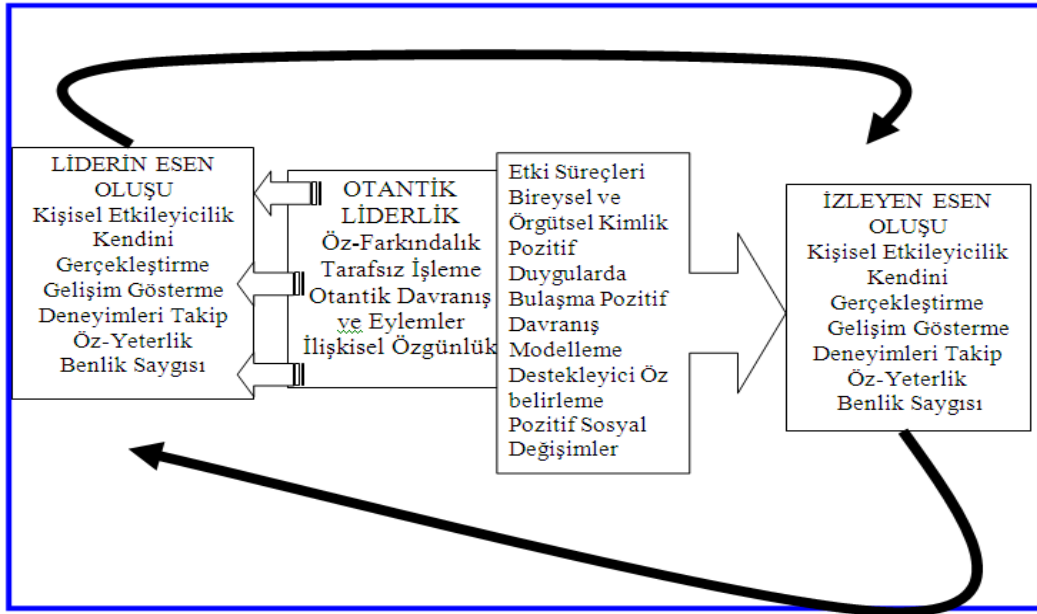 LİDERİN ESEN
OLUŞU
Kişisel Etkileyicilik
Kendini
Gerçekleştirme
Gelişim Gösterme
Deneyimleri Takip
Öz-Yeterlik
Benlik Saygısı
OTANTİK
LİDERLİK
Öz-Farkındalık
Tarafsız İşleme
Otantik Davranış
ve Eylemler
İlişkisel Özgünlük
Etki Süreçleri
Bireysel ve
Örgütsel Kimlik
Pozitif
Duygularda
Bulaşma Pozitif
Davranış
Modelleme
Destekleyici Öz
belirleme
Pozitif Sosyal
Değişimler
İZLEYEN ESEN
OLUŞU
Kişisel Etkileyicilik
Kendini
Gerçekleştirme
Gelişim Gösterme
Deneyimleri Takip
Öz-Yeterlik
Benlik Saygısı